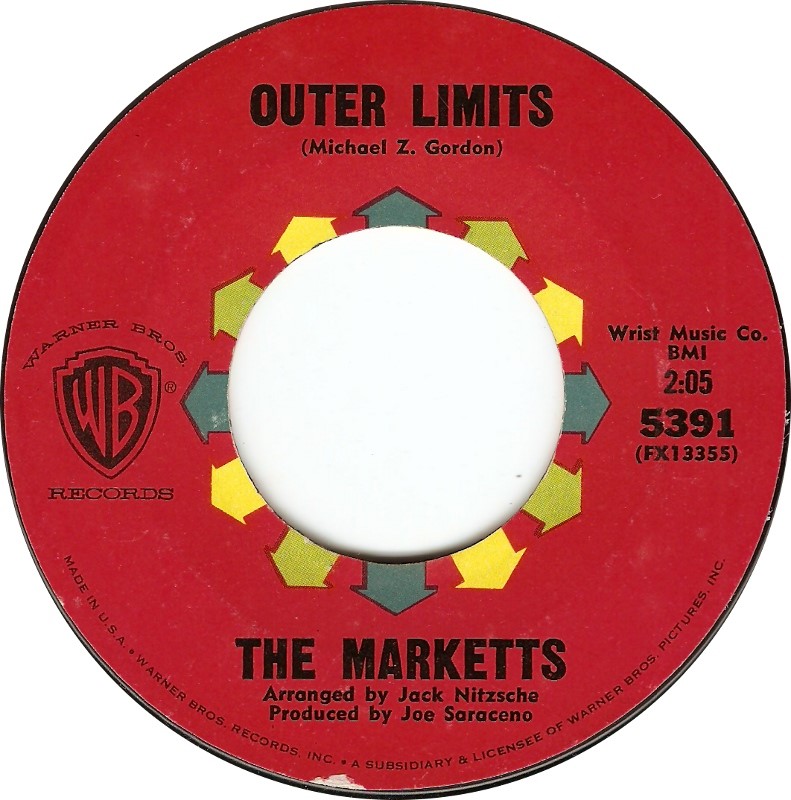 OUTER LIMITS
(Michael Z. Gordon)
WARNER BROS.
WB
®
RECORDS
Wrist Music Co.
BMI
2:05
5391
(FX13355)
THE MARKETTS
Arranged by Jack Nitzsche
Produced by Joe Saraceno
MADE IN U.S.A. • WARNER BROS. RECORDS, INC. • A SUBSIDIARY & LICENSEE OF WARNER BROS. PICTURES, INC.